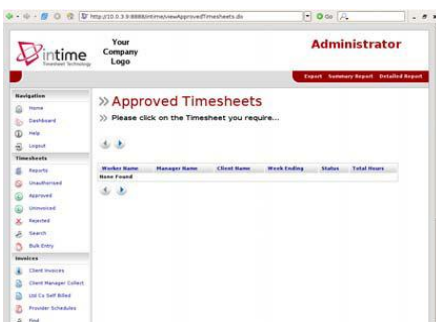 http://10.0.3.9:8888/intime/viewApprovedTimesheets.do
Go
intime
Timesheet Technology
Your
Company
Logo
Administrator
Export Summary Report Detailed Report
Navigation
Home
Dashboard
Help
Logout
Timesheets
Reports
Unauthorised
Approved
Uninvoiced
Rejected
Search
Bulk Entry
Invoices
Client Invoices
Client Manager Collect
Ltd Co Self Billed
Provider Schedules
Find
Approved Timesheets
Please click on the Timesheet you require...
Worker Name Manager Name Client Name Week Ending Status Total Hours
None Found